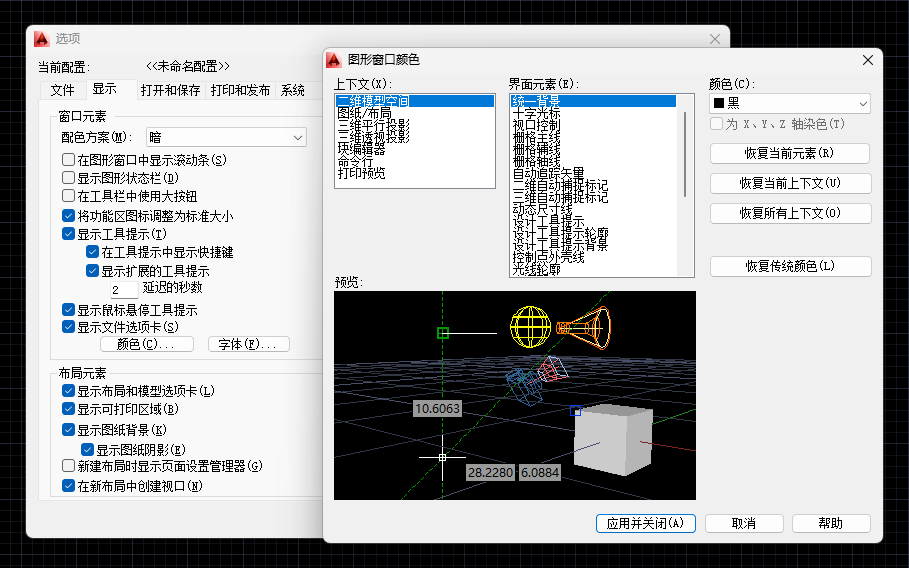 选项
当前配置:
<<未命名配置>>
文件
显示
打开和保存
打印和发布
系统
窗口元素
配色方案(M):
暗
在图形窗口中显示滚动条(S)
显示图形状态栏(D)
在工具栏中使用大按钮
将功能区图标调整为标准大小
显示工具提示(T)
在工具提示中显示快捷键
显示扩展的工具提示
2
延迟的秒数
显示鼠标悬停工具提示
显示文件选项卡(S)
颜色(C)...
字体(F)...
布局元素
显示布局和模型选项卡(L)
显示可打印区域(B)
显示图纸背景(K)
显示图纸阴影(E)
新建布局时显示页面设置管理器(G)
在新布局中创建视口(N)
图形窗口颜色
上下文(X):
二维模型空间
图纸/布局
三维平行投影
三维透视投影
块编辑器
命令行
打印预览
界面元素(E):
统一背景
十字光标
视口控制
栅格主线
栅格辅线
栅格轴线
自动追踪矢量
二维自动捕捉标记
三维自动捕捉标记
动态尺寸线
设计工具提示
设计工具提示轮廓
设计工具提示背景
控制点外壳线
光线轮廓
颜色(C):
黑
为 X、Y、Z 轴染色(T)
恢复当前元素(R)
恢复当前上下文(U)
恢复所有上下文(O)
恢复传统颜色(L)
预览:
10.6063
28.2280
6.0884
应用并关闭(A)
取消
帮助